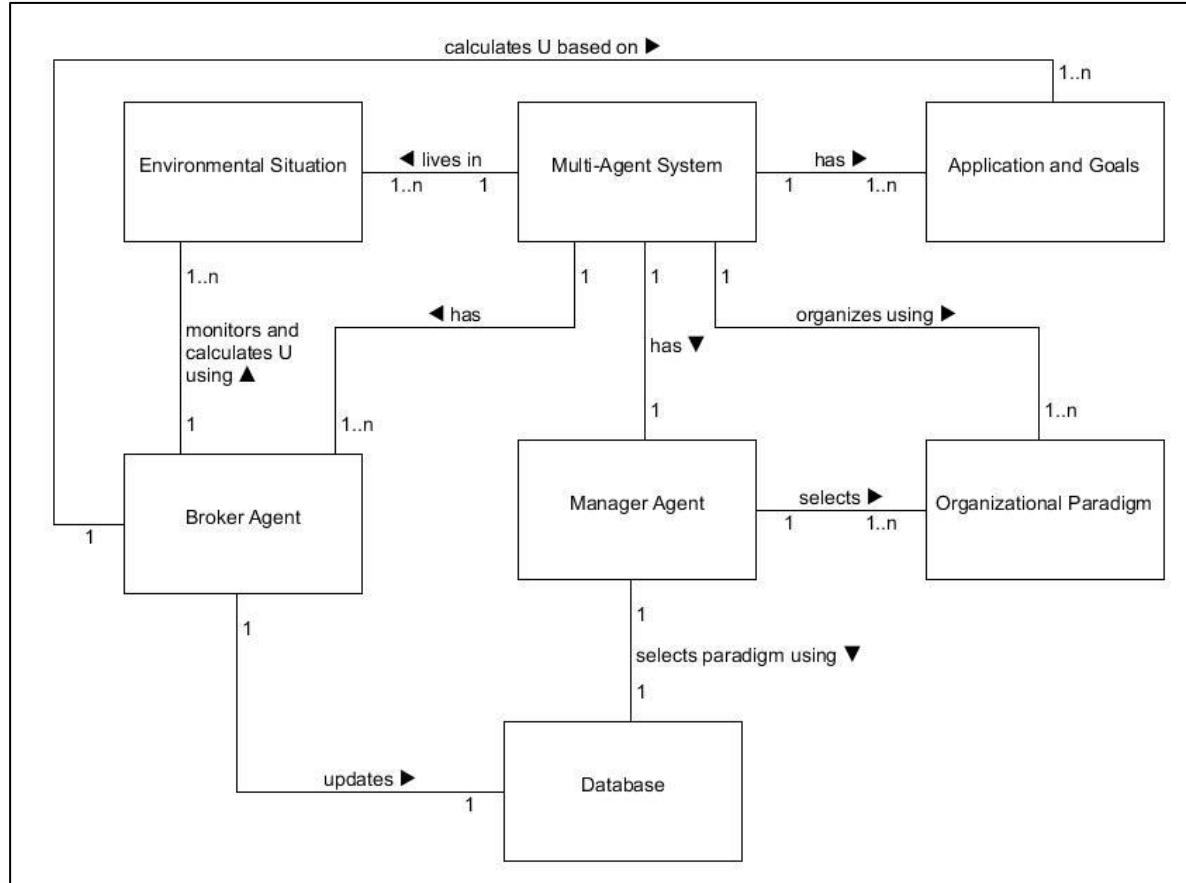 calculates U based on ►
1..n
Environmental Situation
◄ lives in
1..n
1
Multi-Agent System
has ►
1
1..n
Application and Goals
1..n
monitors and
calculates U
using ▲
1
1
1
1
◄ has
has ▼
organizes using ►
1..n
1
1..n
Broker Agent
1
Manager Agent
selects ►
1
1..n
Organizational Paradigm
1
1
selects paradigm using ▼
1
updates ►
1
Database